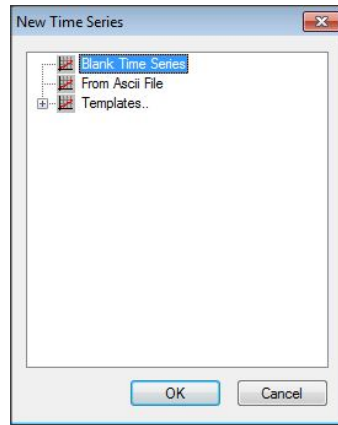 New Time Series
Blank Time Series
From Ascii File
Templates..
OK Cancel